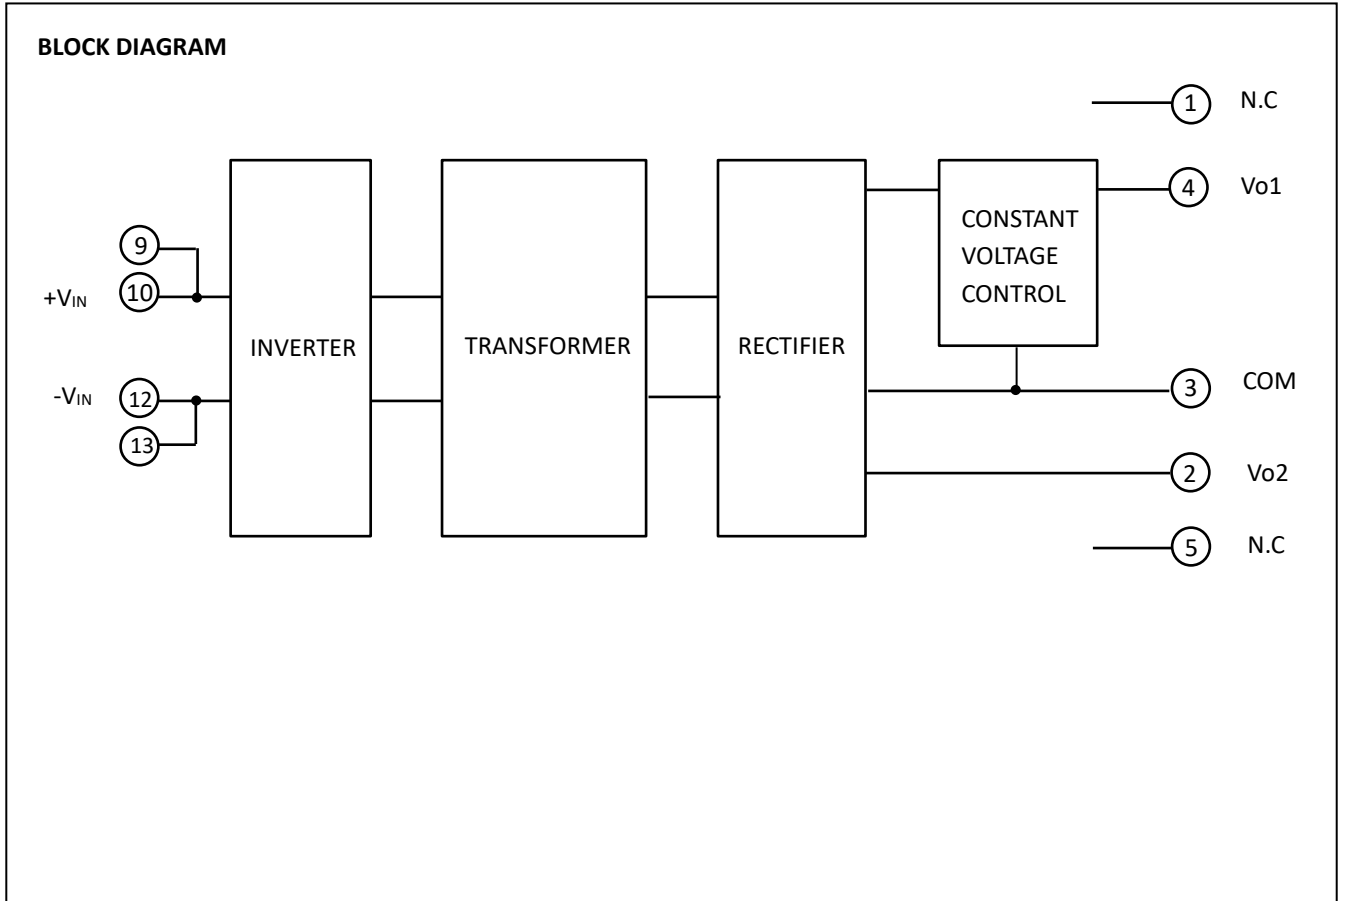 BLOCK DIAGRAM
1 N.C
4 Vo1
CONSTANT
VOLTAGE
CONTROL
9
+VIN 10
INVERTER
TRANSFORMER
RECTIFIER
-VIN 12
13
3 COM
2 Vo2
5 N.C